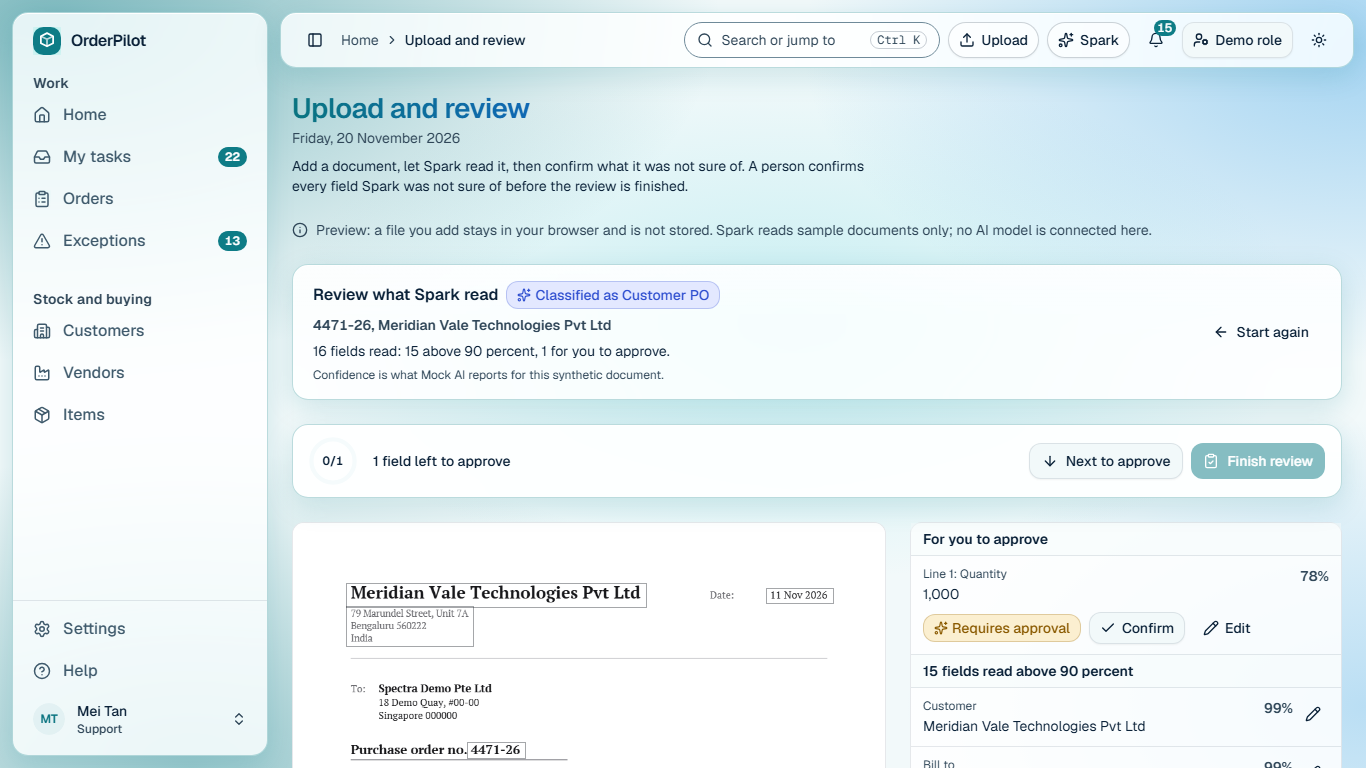 OrderPilot
Work
Home
My tasks 22
Orders
Exceptions 13
Stock and buying
Customers
Vendors
Items
Settings
Help
MT
Mei Tan
Support
Home > Upload and review
Search or jump to Ctrl K
Upload
Spark
15
Demo role
Upload and review
Friday, 20 November 2026
Add a document, let Spark read it, then confirm what it was not sure of. A person confirms
every field Spark was not sure of before the review is finished.
Preview: a file you add stays in your browser and is not stored. Spark reads sample documents only; no AI model is connected here.
Review what Spark read Classified as Customer PO
4471-26, Meridian Vale Technologies Pvt Ltd
16 fields read: 15 above 90 percent, 1 for you to approve.
Confidence is what Mock AI reports for this synthetic document.
Start again
0/1 1 field left to approve
Next to approve
Finish review
Meridian Vale Technologies Pvt Ltd
79 Marundel Street, Unit 7A
Bengaluru 560222
India
Date: 11 Nov 2026
To: Spectra Demo Pte Ltd
18 Demo Quay, #00-00
Singapore 000000
Purchase order no. 4471-26
For you to approve
Line 1: Quantity 78%
1,000
Requires approval
Confirm
Edit
15 fields read above 90 percent
Customer 99%
Meridian Vale Technologies Pvt Ltd
Bill to 99%